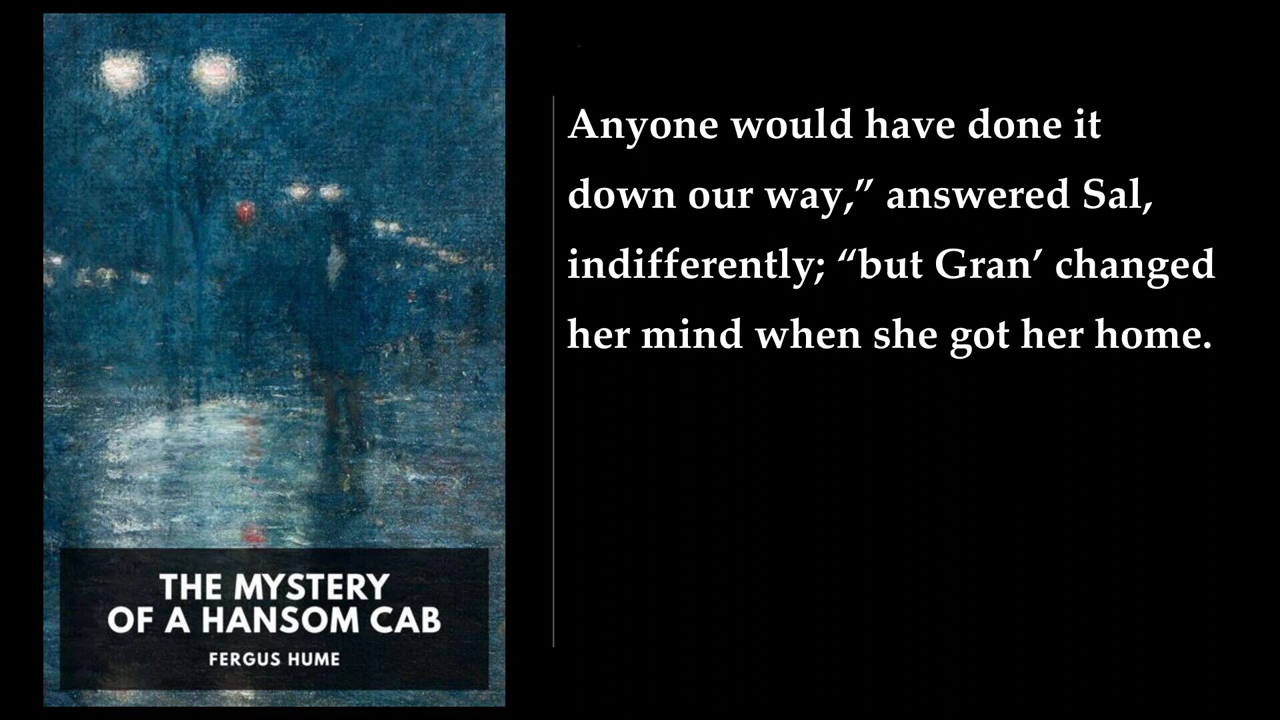 Anyone would have done it
down our way,” answered Sal,
indifferently; “but Gran’ changed
her mind when she got her home.
THE MYSTERY
OF A HANSOM CAB
FERGUS HUME